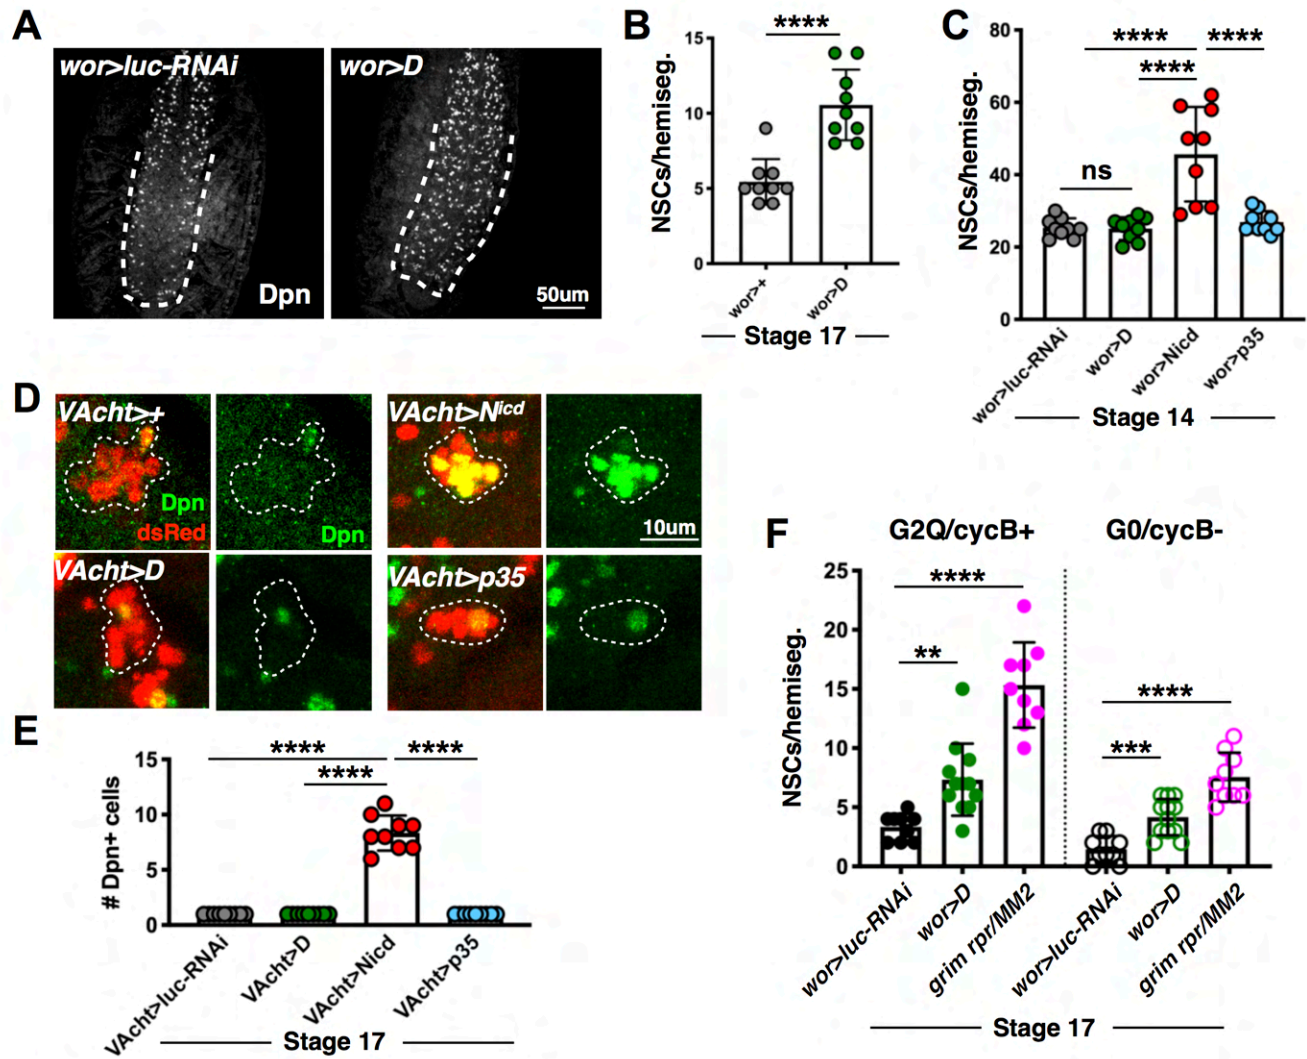 A
wor>luc-RNAi
wor>D
Dpn
50um
B
NSCs/hemiseg.
15
10
5
0
****
wor>+
wor>D
Stage 17
C
NSCs/hemiseg.
80
60
40
20
0
****
****
****
ns
wor>luc-RNAi
wor>D
wor>Nicd
wor>p35
Stage 14
D
VAcht>+
Dpn
dsRed
Dpn
VAcht>Nicd
10um
VAcht>D
VAcht>p35
E
# Dpn+ cells
15
10
5
0
****
****
****
VAcht>luc-RNAi
VAcht>D
VAcht>Nicd
VAcht>p35
Stage 17
F
G2Q/cycB+
G0/cycB-
NSCs/hemiseg.
25
20
15
10
5
0
****
**
****
***
wor>luc-RNAi
wor>D
grim rpr/MM2
wor>luc-RNAi
wor>D
grim rpr/MM2
Stage 17